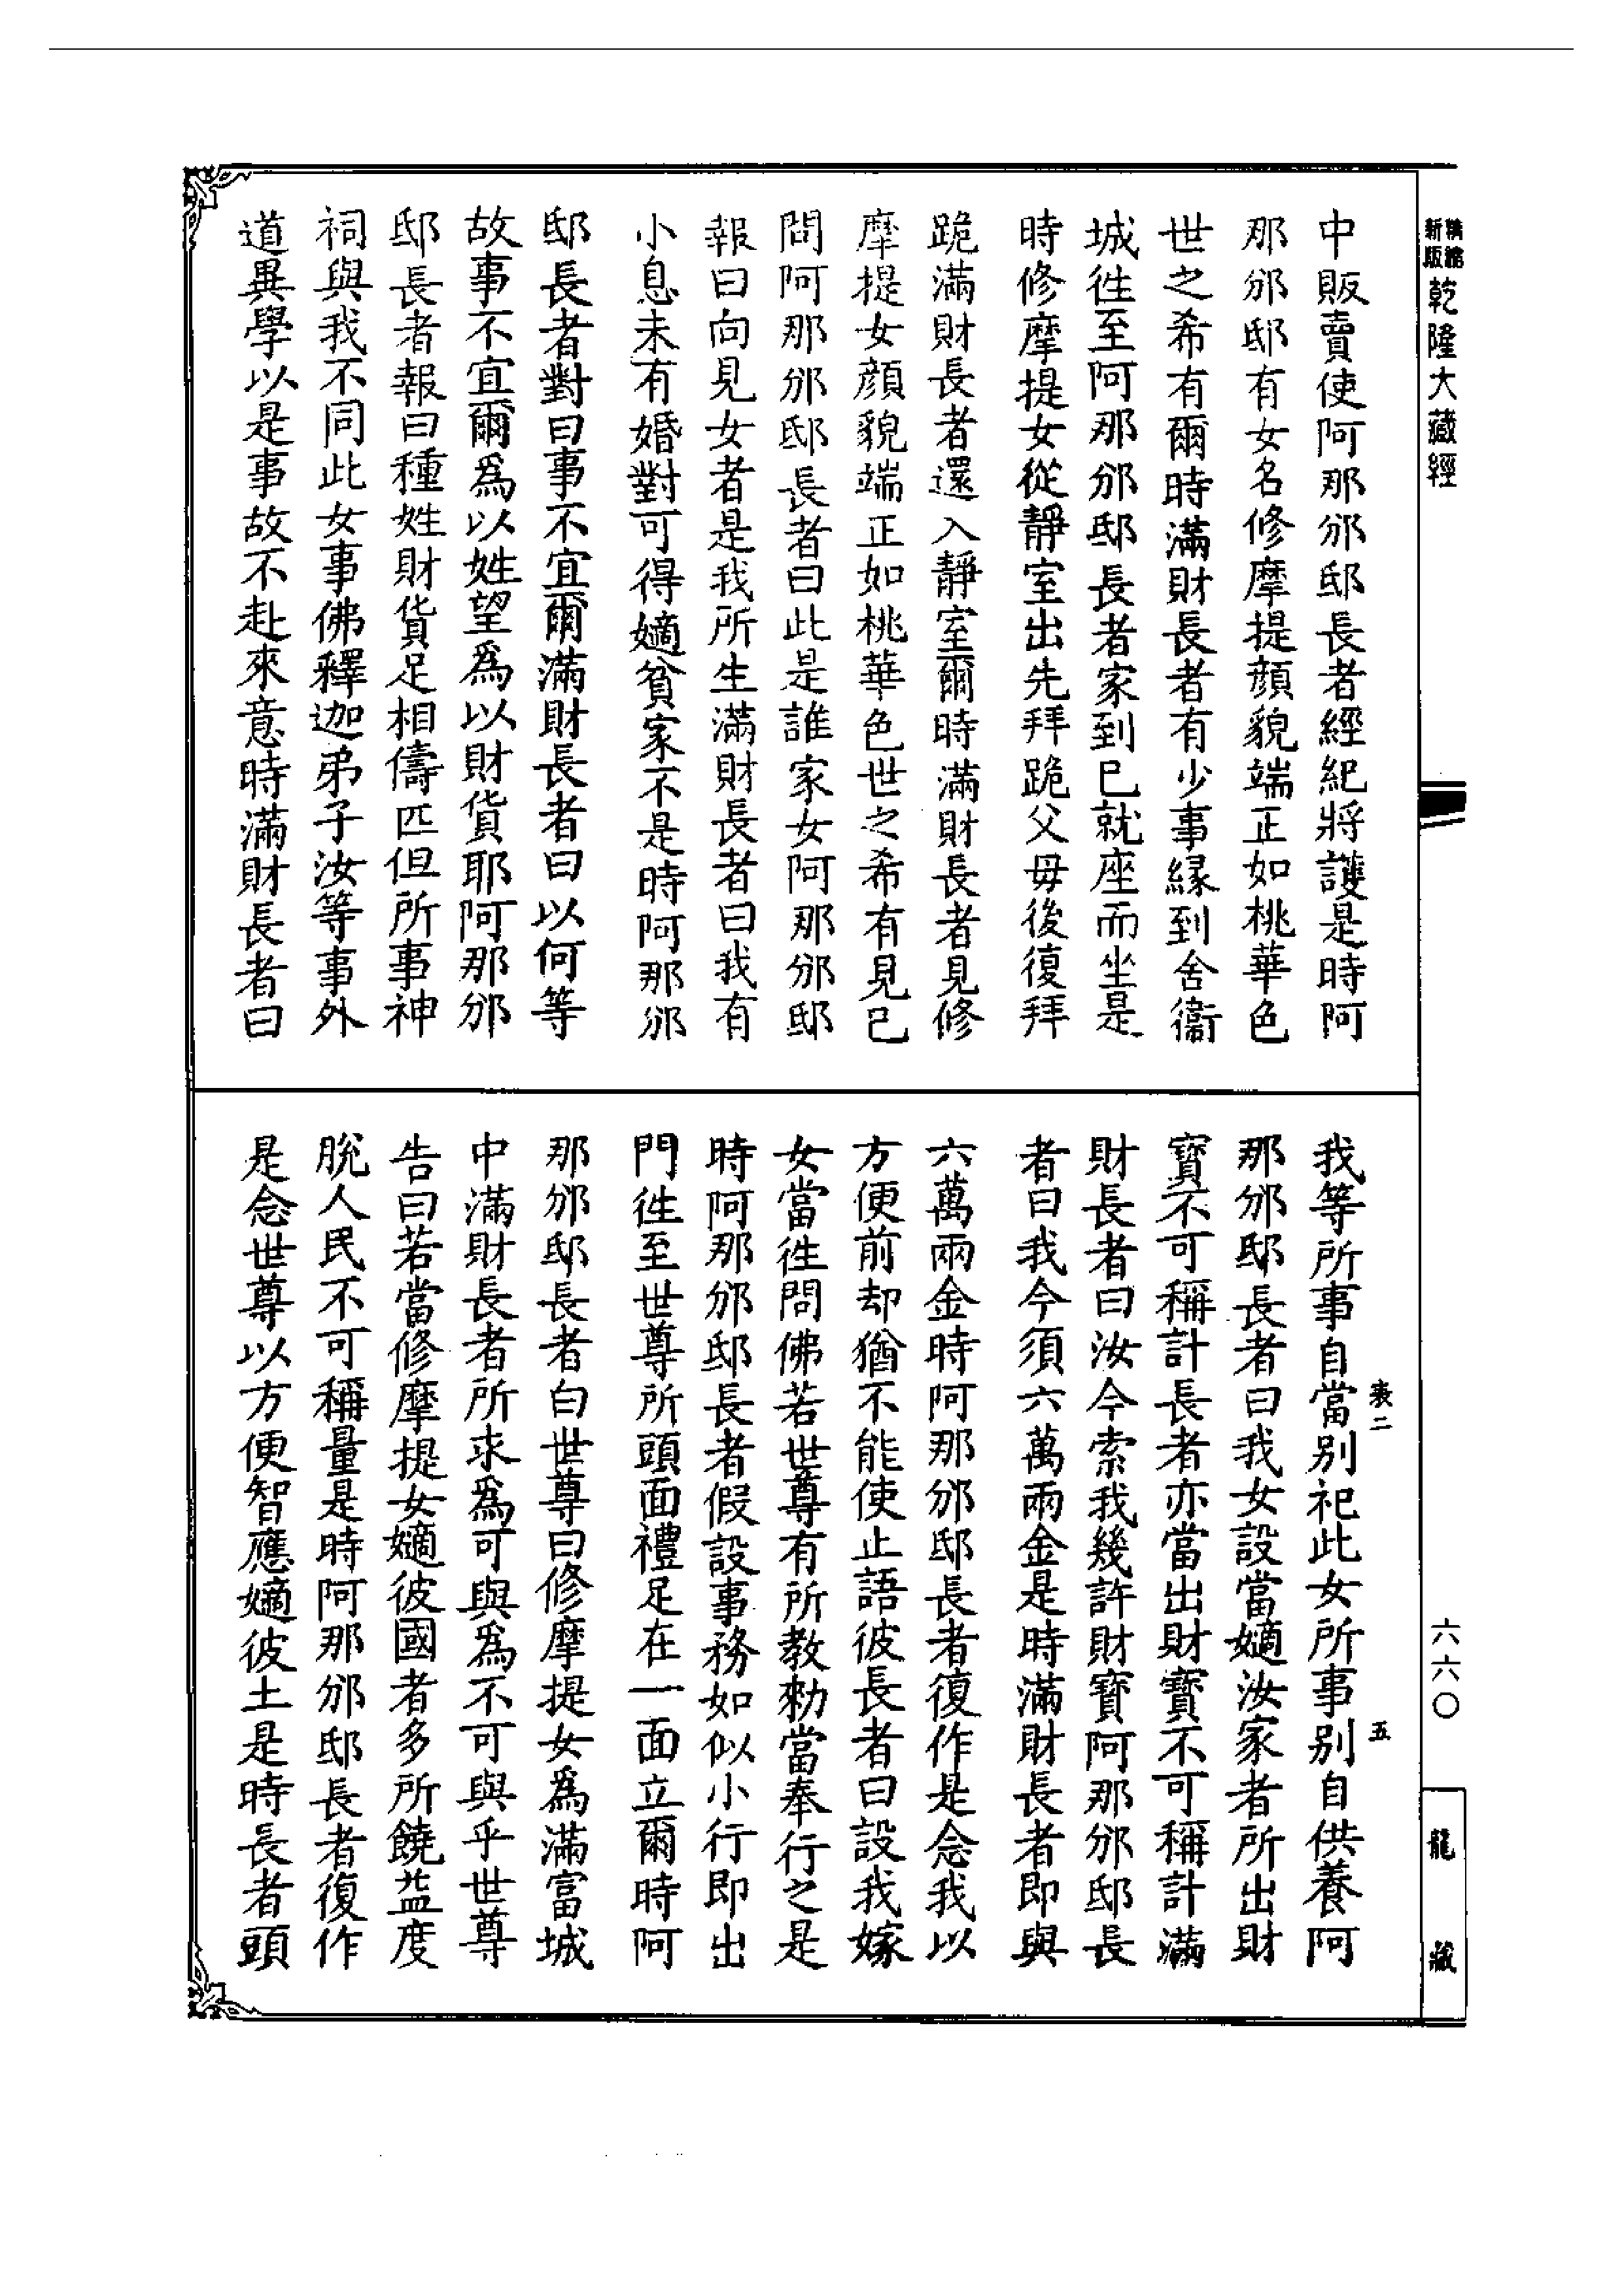 新版
精縮
乾隆大藏經
中販賣使阿那邠邸長者經紀將護是時阿
那邠邸有女名修摩提顔貌端正如桃華色
世之希有爾時滿財長者有少事縁到舍衞
城徃至阿那邠邸長者家到已就座而坐是
時修摩提女從靜室出先拜跪父母後復拜
跪滿財長者還入靜室爾時滿財長者見修
摩提女顔貌端正如桃華色世之希有見已
問阿那邠邸長者曰此是誰家女阿那邠邸
報曰向見女者是我所生滿財長者曰我有
小息未有婚對可得嫡貧家不是時阿那邠
邸長者對曰事不宜爾滿財長者曰以何等
故事不宜爾爲以姓望爲以財貨耶阿那邠
邸長者報曰種姓財貨足相儔匹但所事神
祠與我不同此女事佛釋迦弟子汝等事外
道異學以是事故不赴來意時滿財長者曰
我等所事自當别祀此女所事别自供養阿
那邠邸長者曰我女設當嫡汝家者所出財
寳不可稱計長者亦當出財寳不可稱計滿
財長者曰汝今索我幾許財寳阿那邠邸長
者曰我今須六萬兩金是時滿財長者即與
六萬兩金時阿那邠邸長者復作是念我以
方便前却猶不能使止語彼長者曰設我嫁
女當徃問佛若世尊有所教勑當奉行之是
時阿那邠邸長者假設事務如似小行即出
門徃至世尊所頭面禮足在一面立爾時阿
那邠邸長者白世尊曰修摩提女爲滿富城
中滿財長者所求爲可與爲不可與乎世尊
告曰若當修摩提女嫡彼國者多所饒益度
脫人民不可稱量是時阿那邠邸長者復作
是念世尊以方便智應嫡彼土是時長者頭
表二
五
六六〇
龍藏